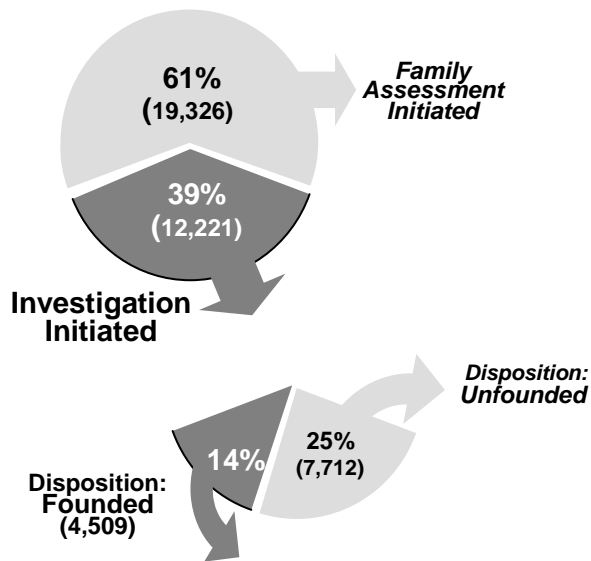 61%
(19,326)
Family
Assessment
Initiated
39%
(12,221)
Investigation
Initiated
Disposition:
Unfounded
25%
(7,712)
14%
Disposition:
Founded
(4,509)